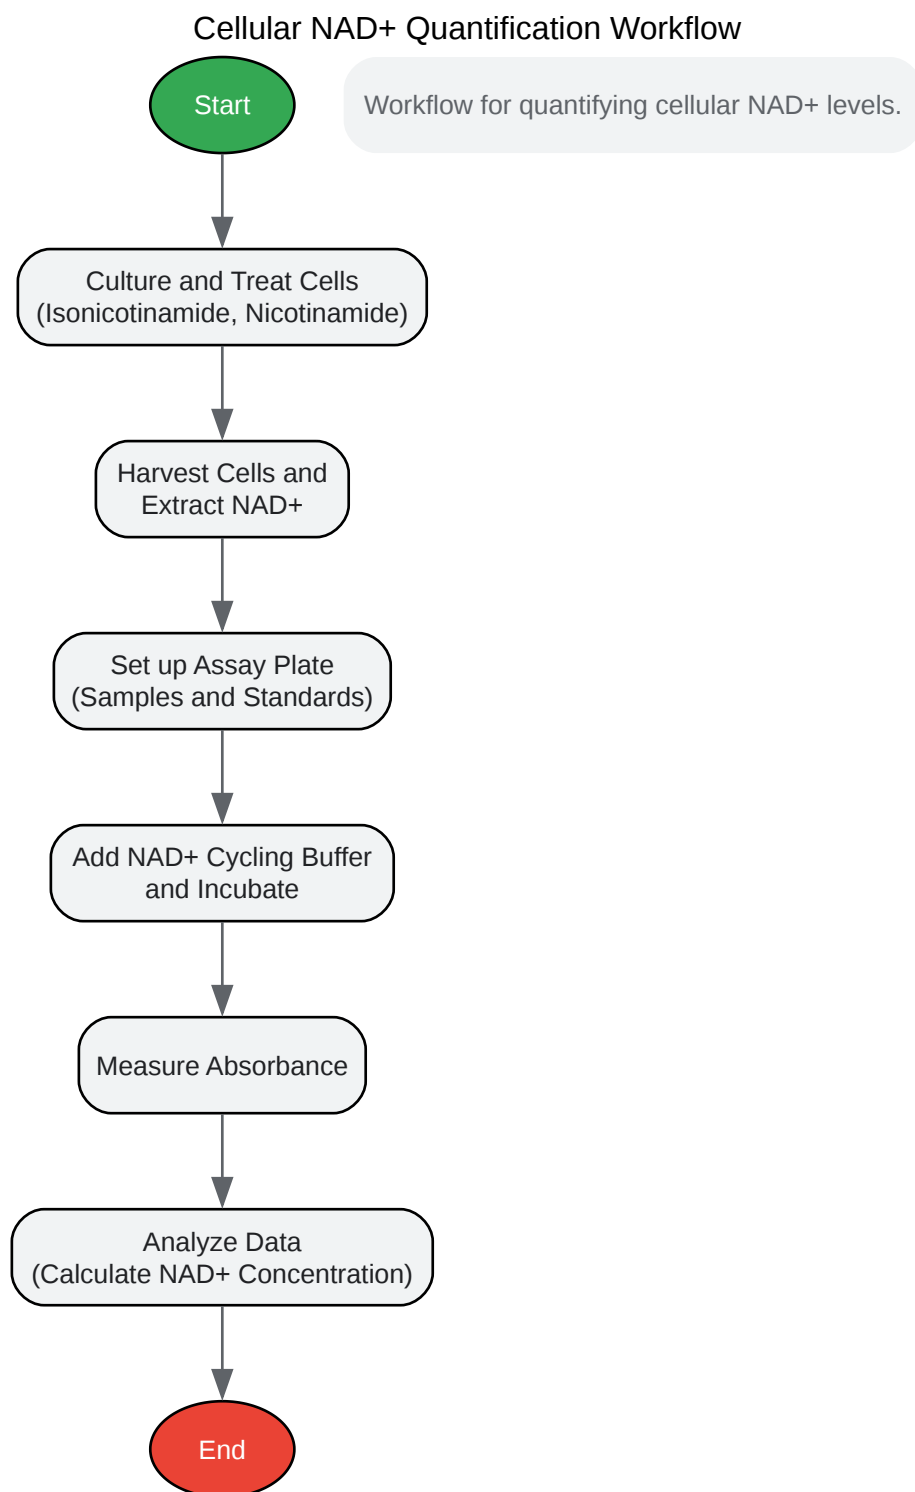 Cellular NAD+ Quantification Workflow
Start
Workflow for quantifying cellular NAD+ levels.
Culture and Treat Cells
(Isonicotinamide, Nicotinamide)
Harvest Cells and
Extract NAD+
Set up Assay Plate
(Samples and Standards)
Add NAD+ Cycling Buffer
and Incubate
Measure Absorbance
Analyze Data
(Calculate NAD+ Concentration)
End